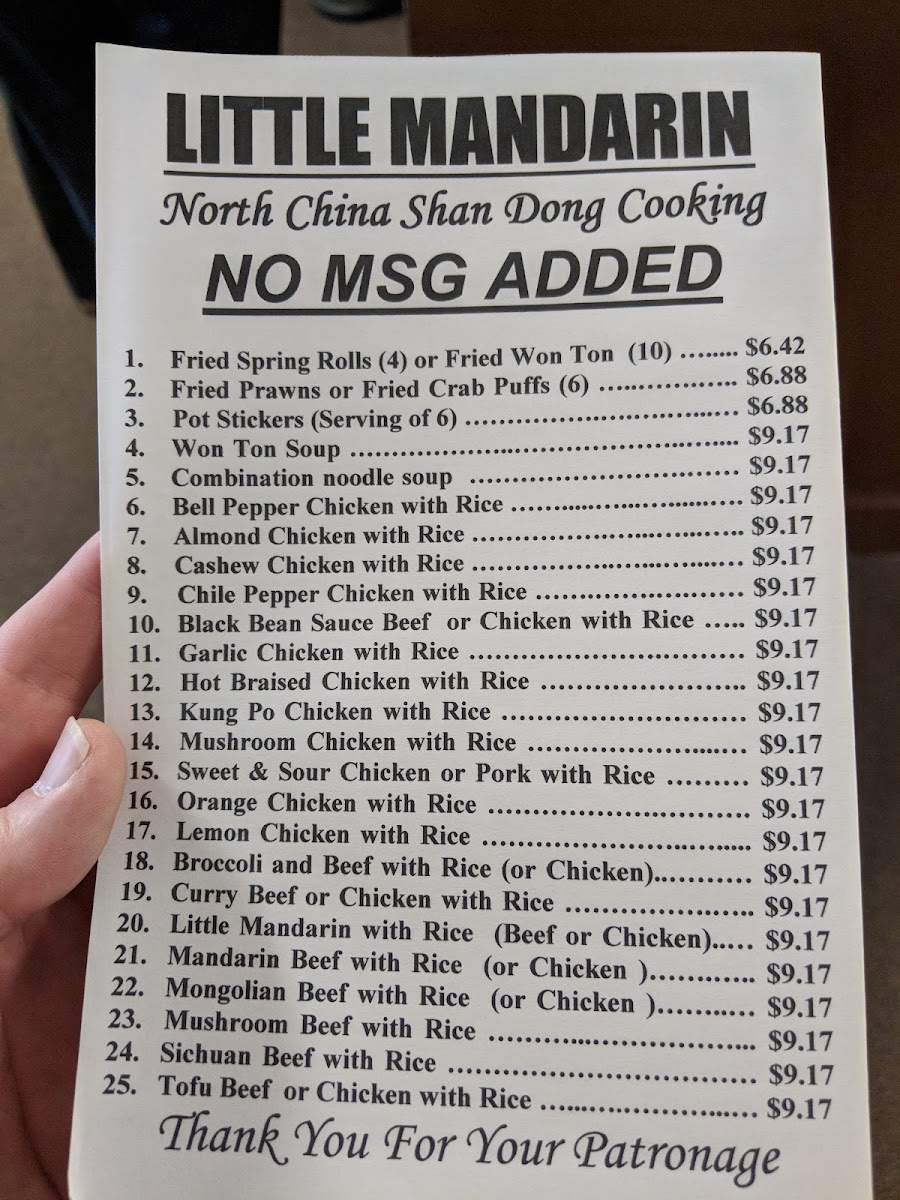 LITTLE MANDARIN
North China Shan Dong Cooking
NO MSG ADDED
1. Fried Spring Rolls (4) or Fried Won Ton (10) ........ $6.42
2. Fried Prawns or Fried Crab Puffs (6) ................. $6.88
3. Pot Stickers (Serving of 6) ................................. $6.88
4. Won Ton Soup ................................................ $9.17
5. Combination noodle soup ................................. $9.17
6. Bell Pepper Chicken with Rice ............................ $9.17
7. Almond Chicken with Rice ................................. $9.17
8. Cashew Chicken with Rice ................................. $9.17
9. Chile Pepper Chicken with Rice ......................... $9.17
10. Black Bean Sauce Beef or Chicken with Rice ..... $9.17
11. Garlic Chicken with Rice ................................. $9.17
12. Hot Braised Chicken with Rice ........................ $9.17
13. Kung Po Chicken with Rice ............................. $9.17
14. Mushroom Chicken with Rice .......................... $9.17
15. Sweet & Sour Chicken or Pork with Rice ......... $9.17
16. Orange Chicken with Rice ............................... $9.17
17. Lemon Chicken with Rice ................................ $9.17
18. Broccoli and Beef with Rice (or Chicken)............ $9.17
19. Curry Beef or Chicken with Rice ...................... $9.17
20. Little Mandarin with Rice (Beef or Chicken)..... $9.17
21. Mandarin Beef with Rice (or Chicken )............ $9.17
22. Mongolian Beef with Rice (or Chicken )............ $9.17
23. Mushroom Beef with Rice ................................ $9.17
24. Sichuan Beef with Rice .................................... $9.17
25. Tofu Beef or Chicken with Rice ......................... $9.17
Thank You For Your Patronage